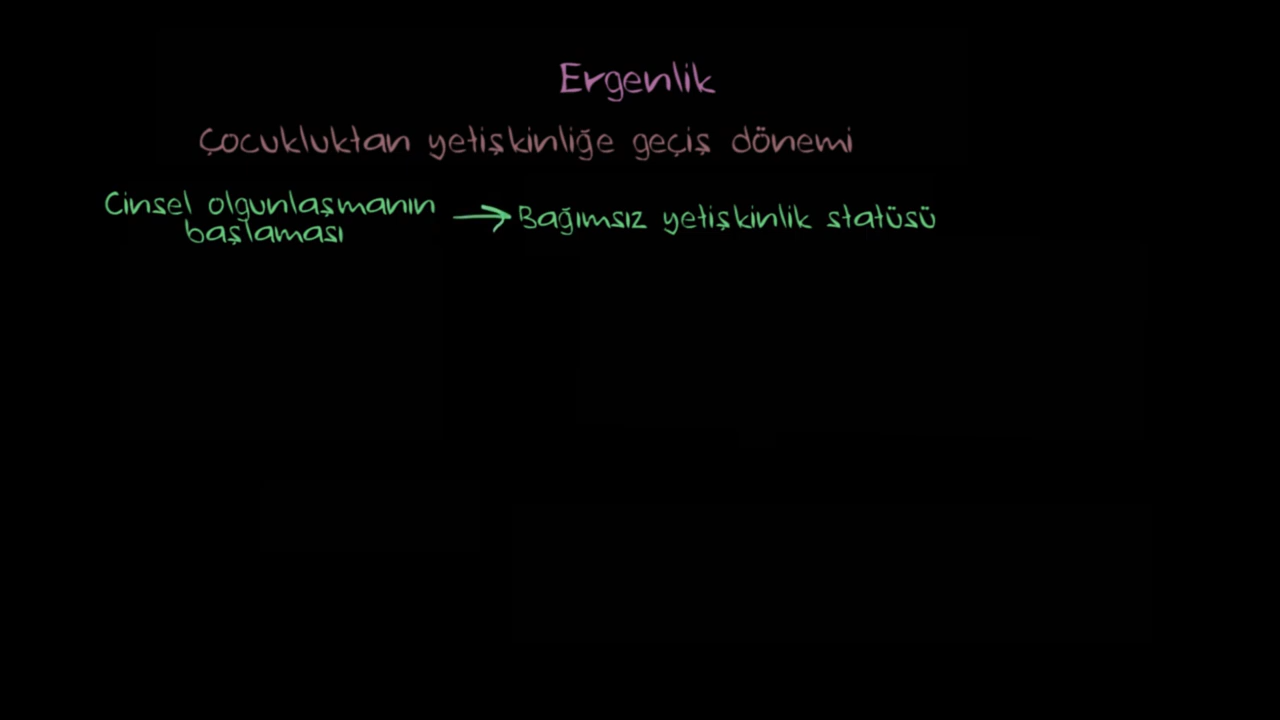 Ergenlik
Çocukluktan yetişkinliğe geçiş dönemi
Cinsel olgunlaşmanın
başlaması → Bağımsız yetişkinlik statüsü